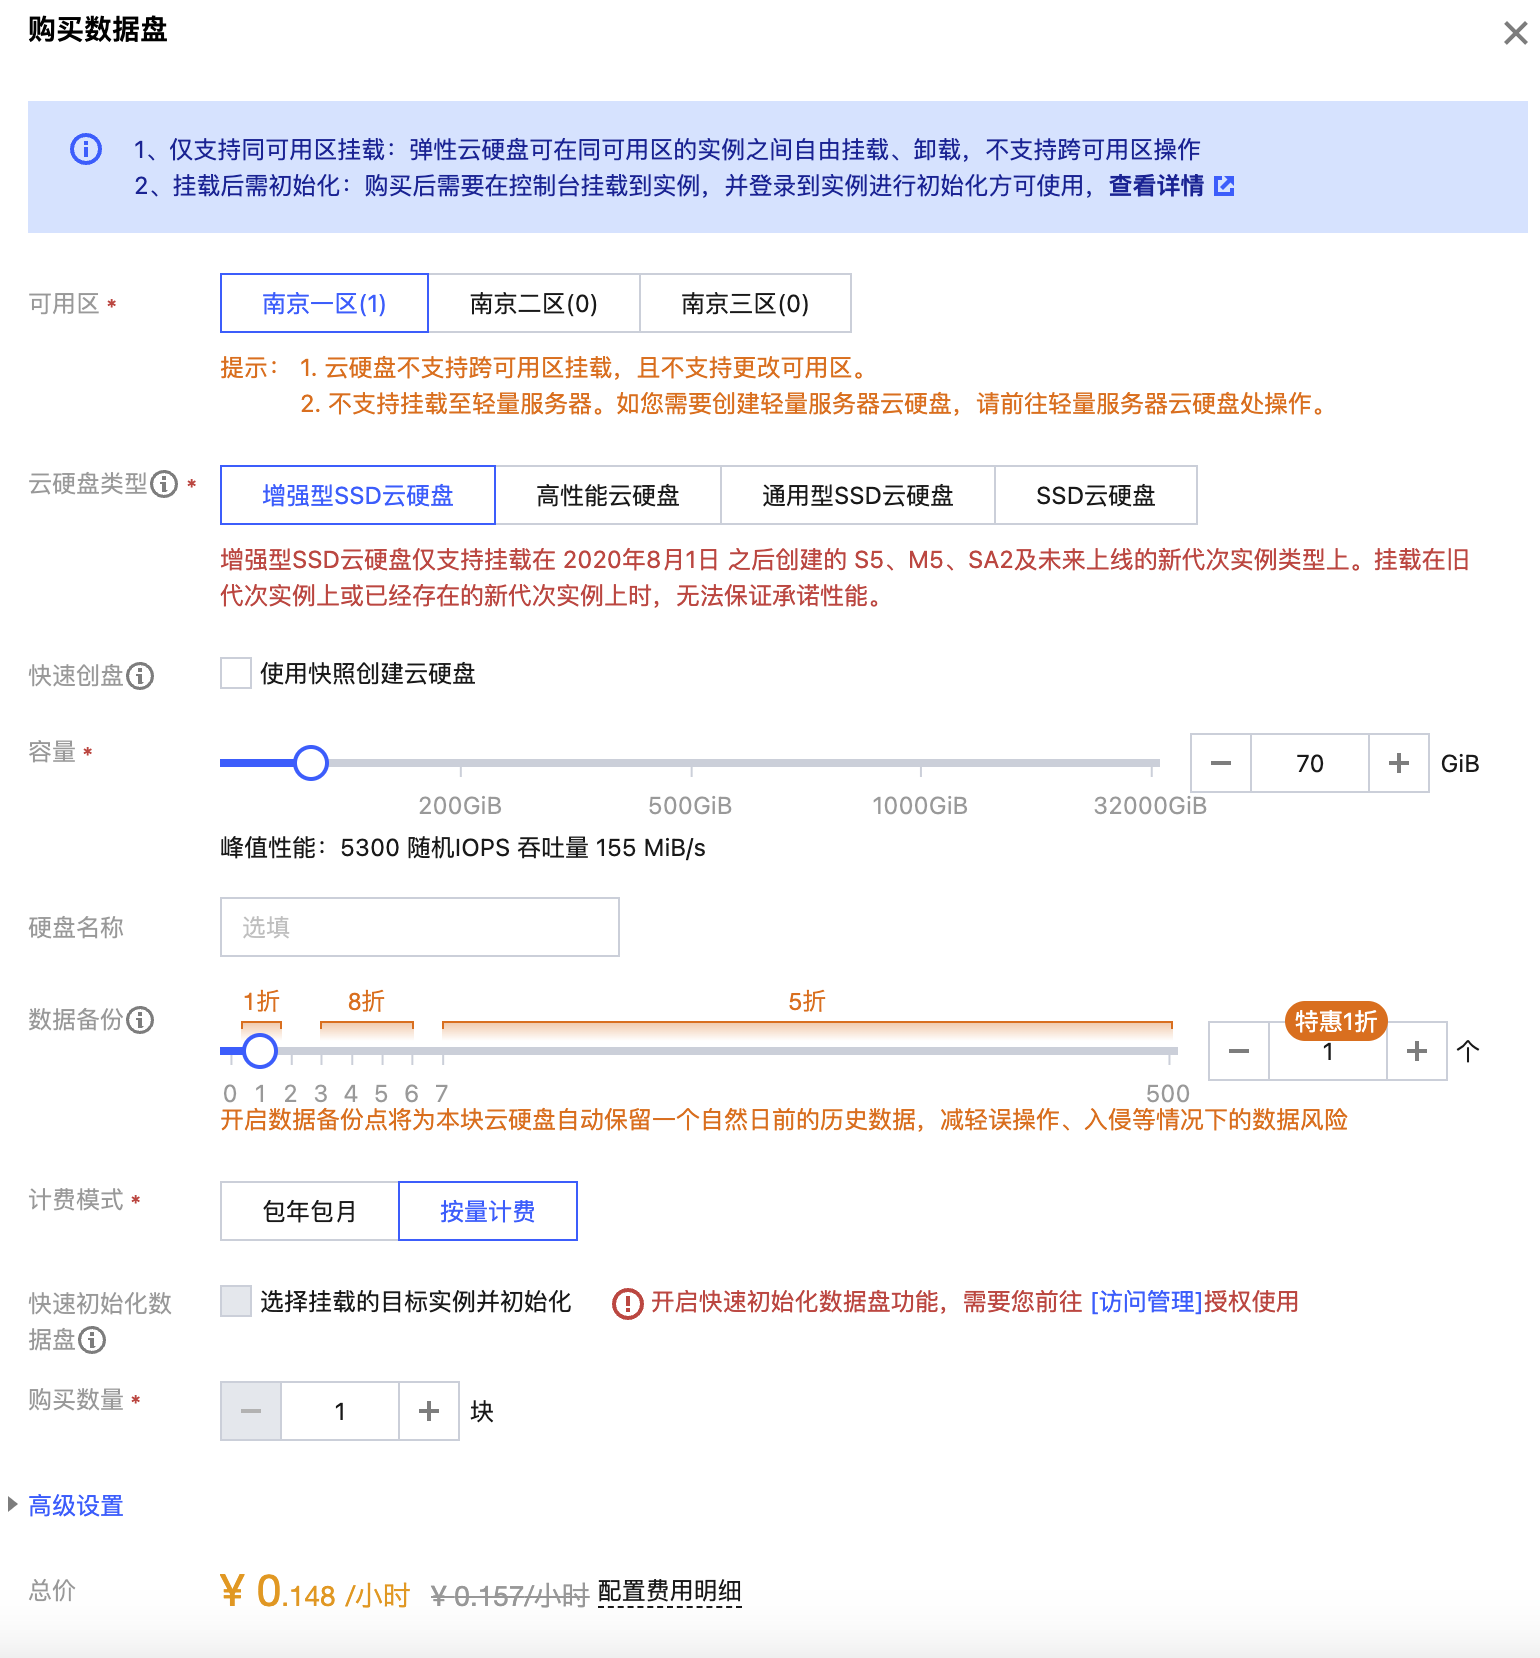 购买数据盘
1、仅支持同可用区挂载：弹性云硬盘可在同可用区的实例之间自由挂载、卸载，不支持跨可用区操作
2、挂载后需初始化：购买后需要在控制台挂载到实例，并登录到实例进行初始化方可使用，查看详情
可用区 * 南京一区(1) 南京二区(0) 南京三区(0)
提示： 1. 云硬盘不支持跨可用区挂载，且不支持更改可用区。
2. 不支持挂载至轻量服务器。如您需要创建轻量服务器云硬盘，请前往轻量服务器云硬盘处操作。
云硬盘类型 * 增强型SSD云硬盘 高性能云硬盘 通用型SSD云硬盘 SSD云硬盘
增强型SSD云硬盘仅支持挂载在 2020年8月1日 之后创建的 S5、M5、SA2及未来上线的新代次实例类型上。挂载在旧
代次实例上或已经存在的新代次实例上时，无法保证承诺性能。
快速创盘 使用快照创建云硬盘
容量 * 70 GiB
200GiB 500GiB 1000GiB 32000GiB
峰值性能：5300 随机IOPS 吞吐量 155 MiB/s
硬盘名称 选填
1折 8折 5折
数据备份 特惠1折
1 个
0 1 2 3 4 5 6 7 500
开启数据备份点将为本块云硬盘自动保留一个自然日前的历史数据，减轻误操作、入侵等情况下的数据风险
计费模式 * 包年包月 按量计费
快速初始化数 选择挂载的目标实例并初始化 开启快速初始化数据盘功能，需要您前往 [访问管理]授权使用
据盘
购买数量 * 1 块
高级设置
总价 ¥ 0.148 /小时 ¥ 0.157/小时 配置费用明细